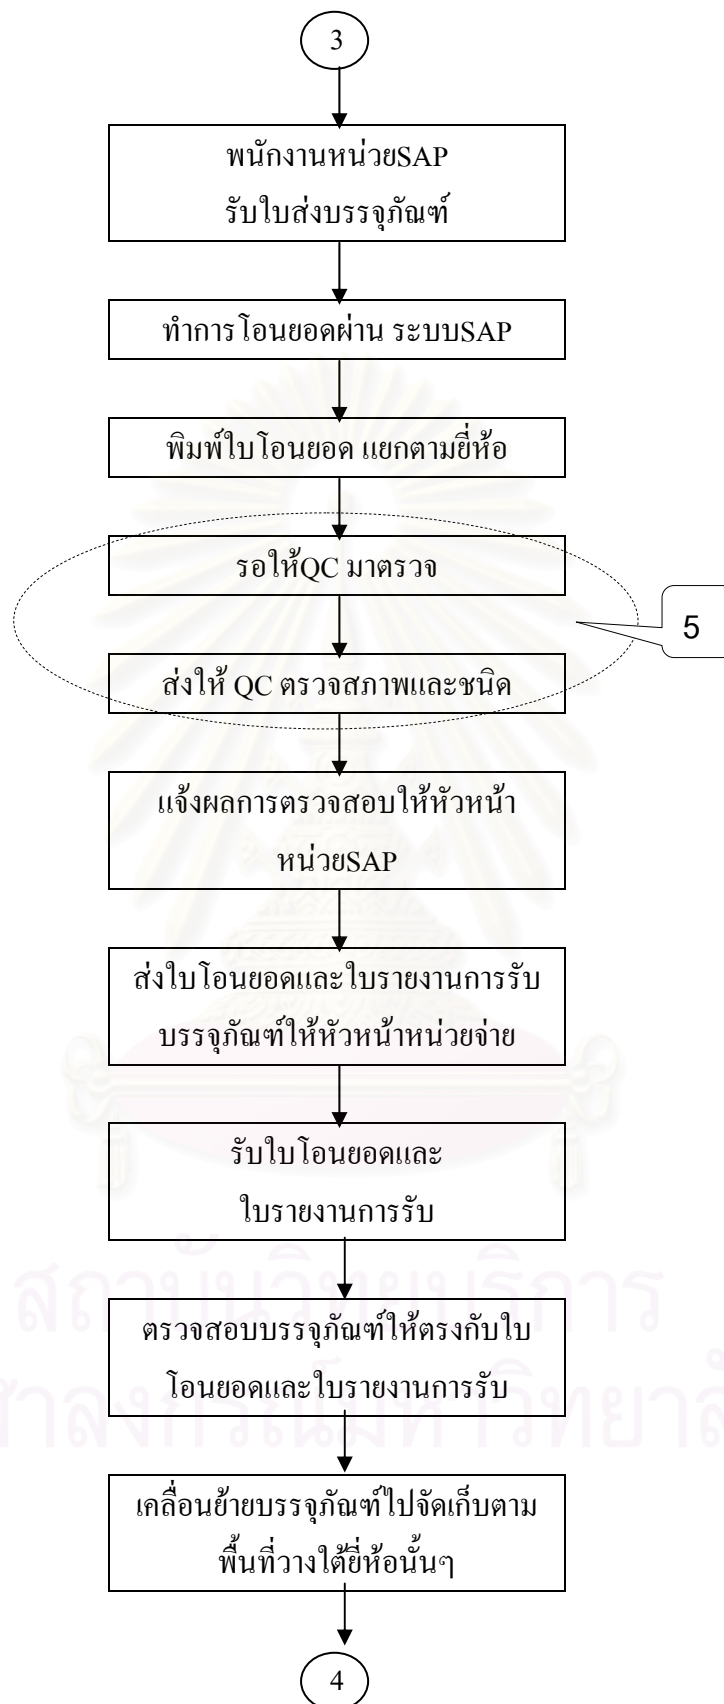 3
พนักงานหน่วยSAP
รับใบส่งบรรจุภัณฑ์
ทำการโอนยอดผ่าน ระบบSAP
พิมพ์ใบโอนยอด แยกตามยี่ห้อ
รอให้QC มาตรวจ
5
ส่งให้ QC ตรวจสภาพและชนิด
แจ้งผลการตรวจสอบให้หัวหน้า
หน่วยSAP
ส่งใบโอนยอดและใบรายงานการรับ
บรรจุภัณฑ์ให้หัวหน้าหน่วยจ่าย
รับใบโอนยอดและ
ใบรายงานการรับ
สถาบันวิทยบริการ
ตรวจสอบบรรจุภัณฑ์ให้ตรงกับใบ
โอนยอดและใบรายงานการรับ
เคลื่อนย้ายบรรจุภัณฑ์ไปจัดเก็บตาม
พื้นที่วางใต้ยี่ห้อนั้นๆ
4